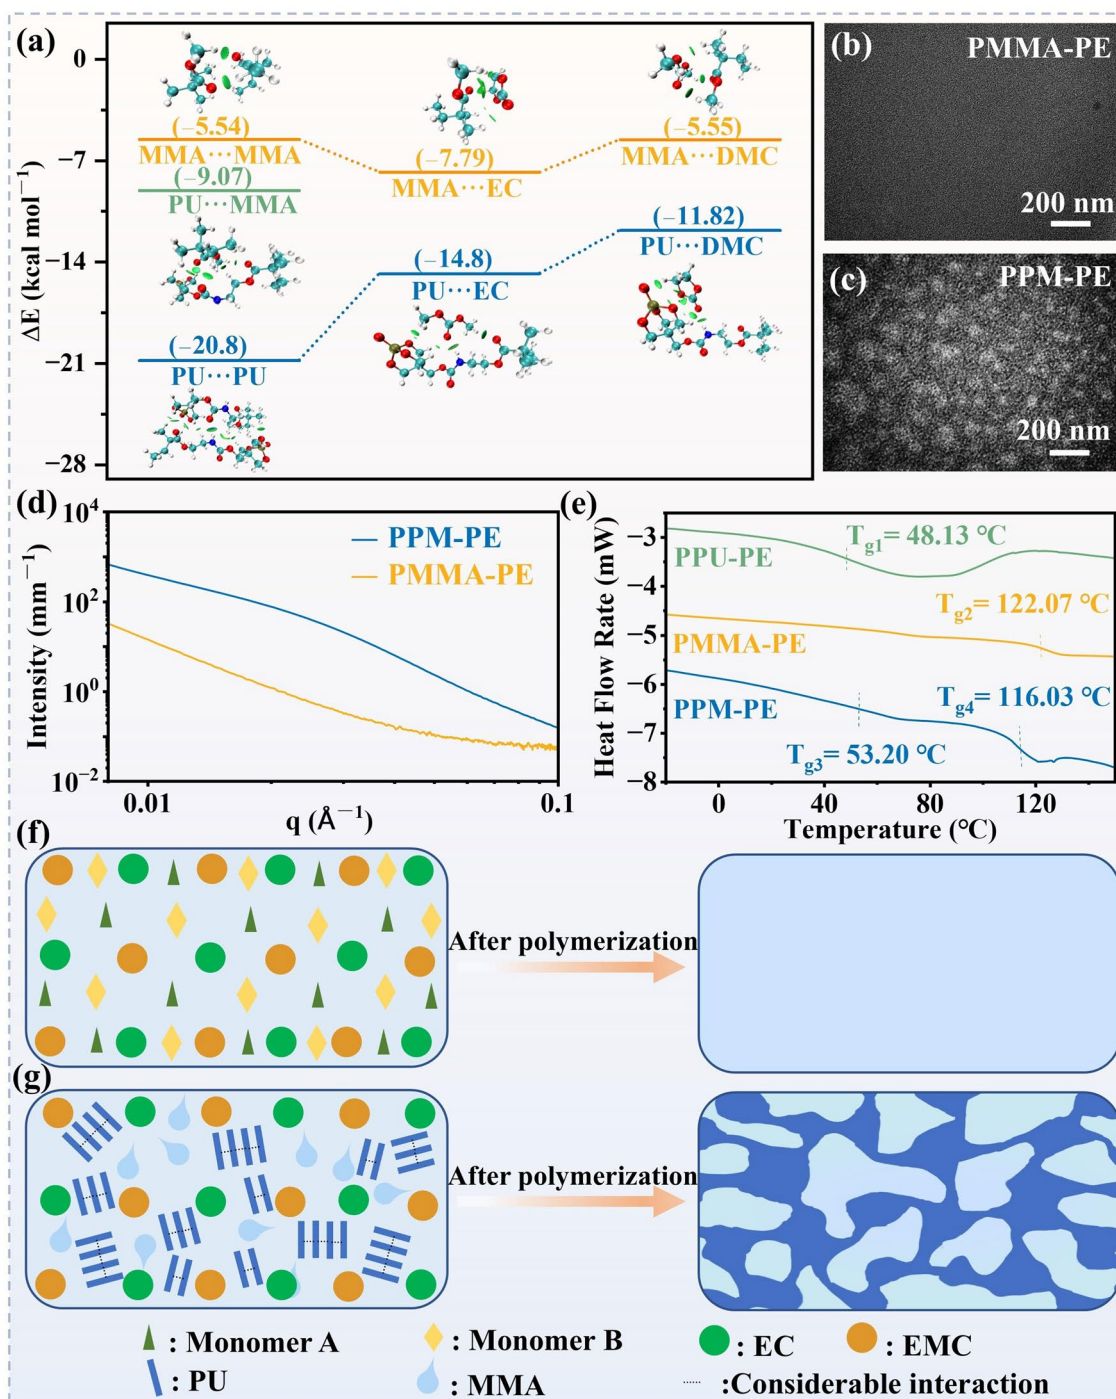 (a)
0
−7
−14
−21
−28
ΔE (kcal mol⁻¹)
(−5.54)
MMA···MMA
(−7.79)
MMA···EC
(−5.55)
MMA···DMC
(−9.07)
PU···MMA
(−14.8)
PU···EC
(−11.82)
PU···DMC
(−20.8)
PU···PU
(b)
PMMA-PE
200 nm
(c)
PPM-PE
200 nm
(d)
10⁴
10²
10⁰
10⁻²
Intensity (mm⁻¹)
PPM-PE
PMMA-PE
0.01
0.1
q (Å⁻¹)
(e)
−3
−4
−5
−6
−7
−8
Heat Flow Rate (mW)
Tg1= 48.13 °C
PPU-PE
Tg2= 122.07 °C
PMMA-PE
PPM-PE
Tg4= 116.03 °C
Tg3= 53.20 °C
0
40
80
120
Temperature (°C)
(f)
After polymerization
(g)
After polymerization
: Monomer A
: Monomer B
: EC
: EMC
: PU
: MMA
:Considerable interaction